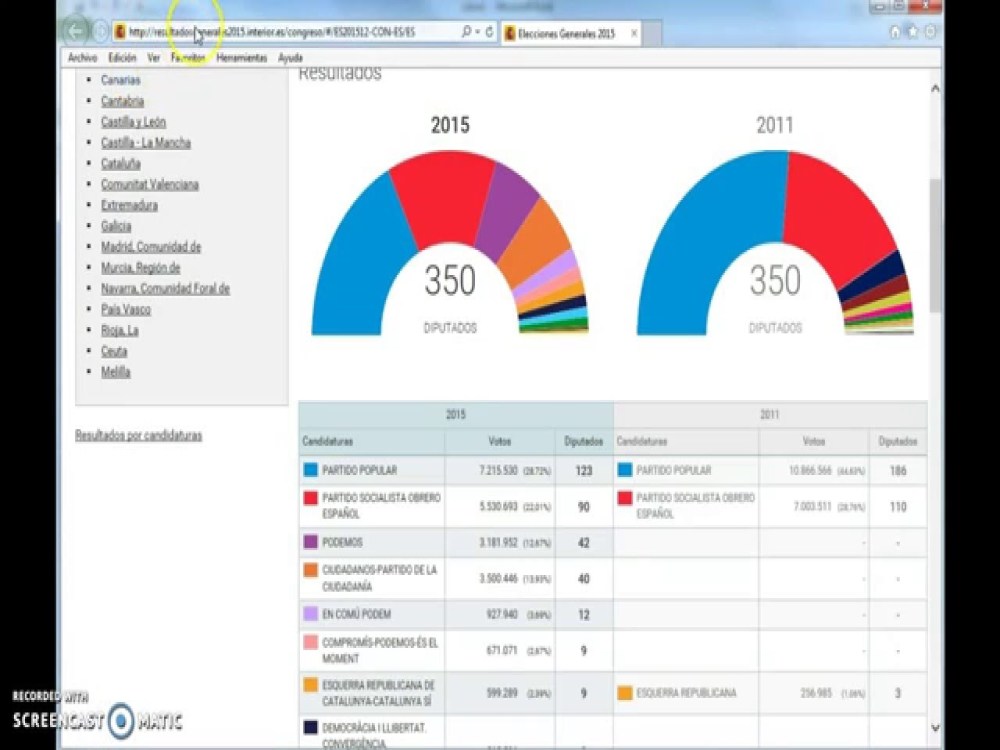 http://resultadosgenerales2015.interior.es/congreso/#/ES201512-CON-ES/ES
Elecciones Generales 2015
Archivo Edición Ver Favoritos Herramientas Ayuda
Canarias
Cantabria
Castilla y León
Castilla - La Mancha
Cataluña
Comunitat Valenciana
Extremadura
Galicia
Madrid, Comunidad de
Murcia, Región de
Navarra, Comunidad Foral de
País Vasco
Rioja, La
Ceuta
Melilla
Resultados por candidaturas
Resultados
2015 2011
350 350
DIPUTADOS DIPUTADOS
2015 2011
Candidaturas Votos Diputados Candidaturas Votos Diputados
PARTIDO POPULAR 7.215.530 (28,72%) 123 PARTIDO POPULAR 10.866.566 (44,63%) 186
PARTIDO SOCIALISTA OBRERO PARTIDO SOCIALISTA OBRERO
ESPAÑOL 5.530.693 (22,01%) 90 ESPAÑOL 7.003.511 (28,76%) 110
PODEMOS 3.181.952 (12,67%) 42 - -
CIUDADANOS-PARTIDO DE LA
CIUDADANÍA 3.500.446 (13,93%) 40 - -
EN COMÚ PODEM 927.940 (3,69%) 12 - -
COMPROMÍS-PODEMOS-ÉS EL
MOMENT 671.071 (2,67%) 9 - -
ESQUERRA REPUBLICANA DE
CATALUNYA-CATALUNYA SÍ 599.289 (2,39%) 9 ESQUERRA REPUBLICANA 256.985 (1,06%) 3
DEMOCRÀCIA I LLIBERTAT.
CONVERGÈNCIA.
RECORDED WITH
SCREENCAST MATIC